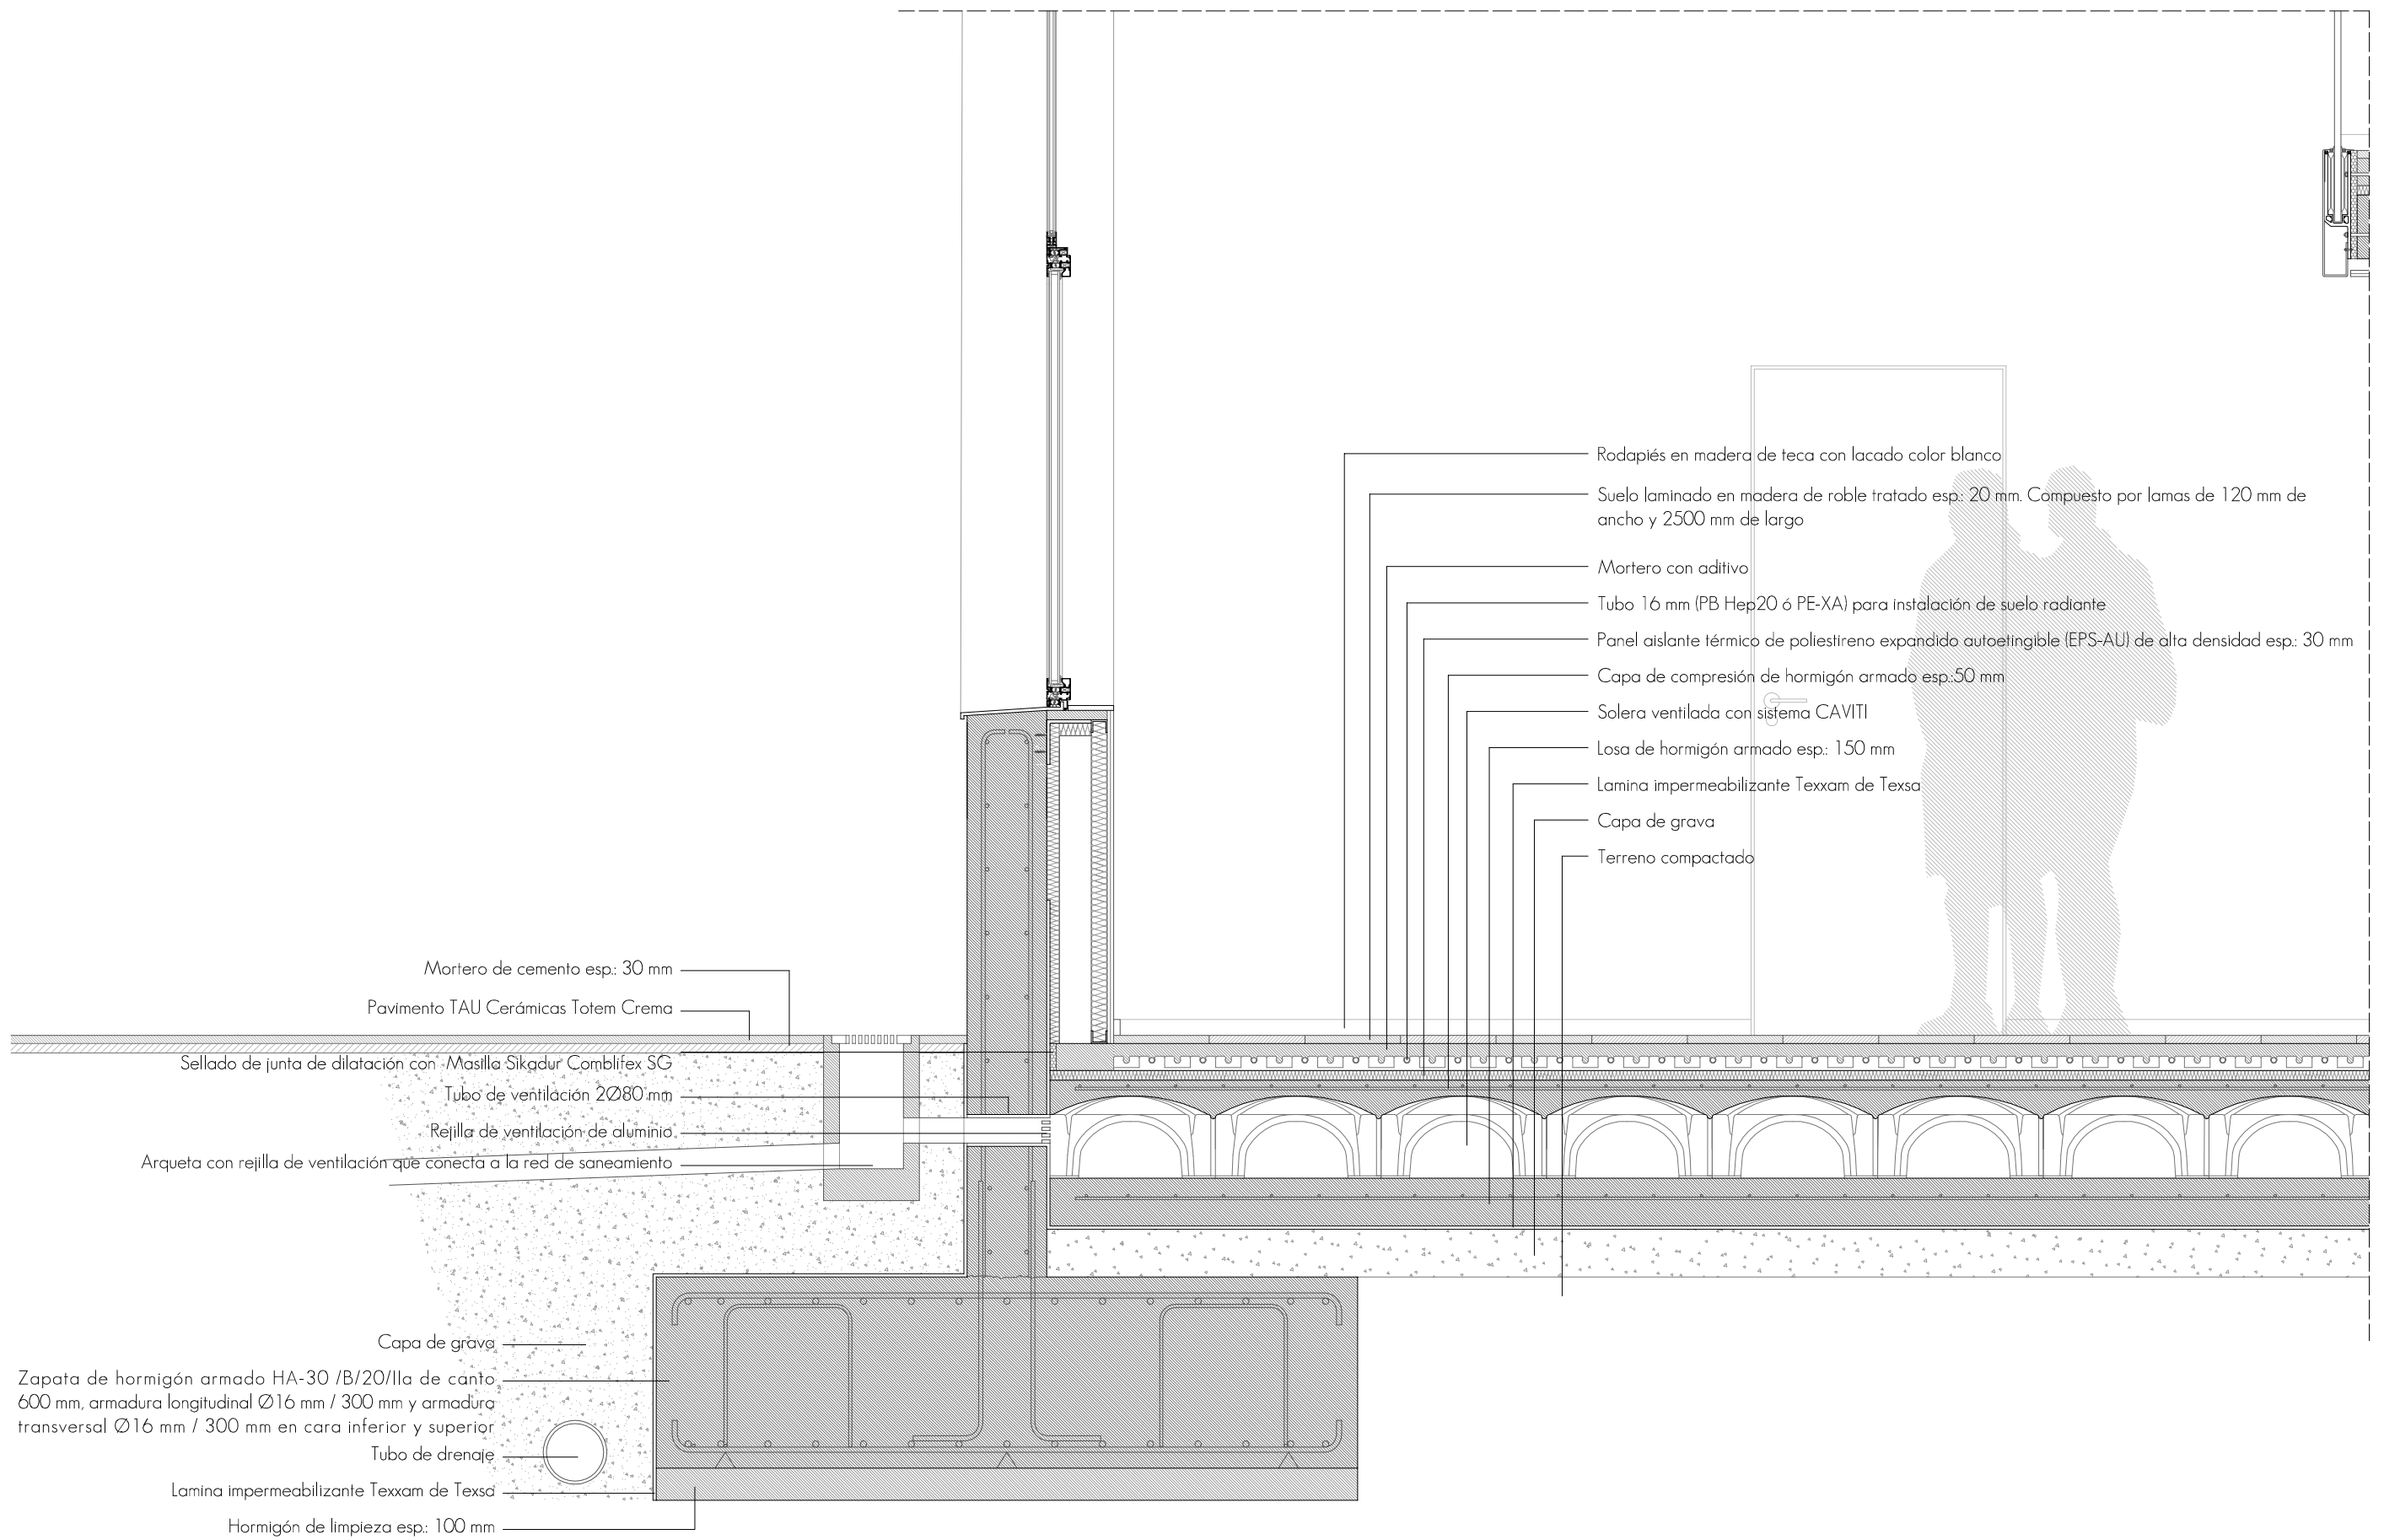 Rodapiés en madera de teca con lacado color blanco
Suelo laminado en madera de roble tratado esp.: 20 mm. Compuesto por lamas de 120 mm de
ancho y 2500 mm de largo
Mortero con aditivo
Tubo 16 mm (PB Hep20 ó PE-XA) para instalación de suelo radiante
Panel aislante térmico de poliestireno expandido autoetingible (EPS-AU) de alta densidad esp.: 30 mm
Capa de compresión de hormigón armado esp.:50 mm
Solera ventilada con sistema CAVITI
Losa de hormigón armado esp.: 150 mm
Lamina impermeabilizante Texxam de Texsa
Capa de grava
Terreno compactado
Mortero de cemento esp.: 30 mm
Pavimento TAU Cerámicas Totem Crema
Sellado de junta de dilatación con Masilla Sikadur Comblifex SG
Tubo de ventilación 2Ø80 mm
Rejilla de ventilación de aluminio
Arqueta con rejilla de ventilación que conecta a la red de saneamiento
Capa de grava
Zapata de hormigón armado HA-30 /B/20/IIa de canto
600 mm, armadura longitudinal Ø16 mm / 300 mm y armadura
transversal Ø16 mm / 300 mm en cara inferior y superior
Tubo de drenaje
Lamina impermeabilizante Texxam de Texsa
Hormigón de limpieza esp.: 100 mm